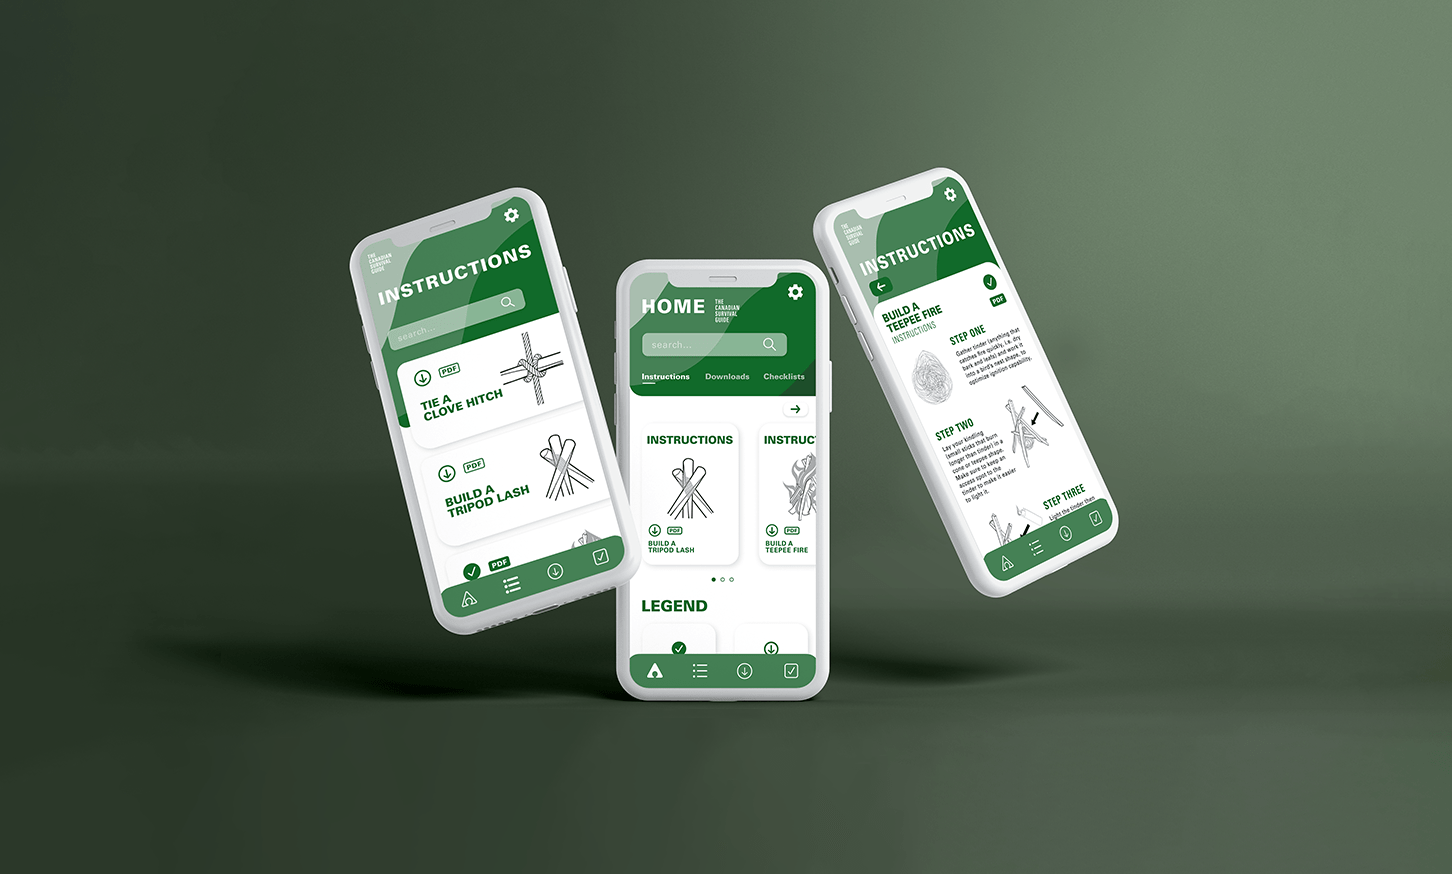 THE
CANADIAN
SURVIVAL
GUIDE
INSTRUCTIONS
search...
PDF
TIE A
CLOVE HITCH
PDF
BUILD A
TRIPOD LASH
PDF
HOME
THE
CANADIAN
SURVIVAL
GUIDE
search...
Instructions Downloads Checklists
INSTRUCTIONS
PDF
BUILD A
TRIPOD LASH
INSTRUC
PDF
BUILD A
TEEPEE FIRE
LEGEND
THE
CANADIAN
SURVIVAL
GUIDE
INSTRUCTIONS
PDF
BUILD A
TEEPEE FIRE
INSTRUCTIONS
STEP ONE
Gather tinder (anything that
catches fire quickly, i.e. dry
bark and leafs) and work it
into a bird's nest shape, to
optimize ignition capability.
STEP TWO
Lay your kindling
(small sticks that burn
longer than tinder) in a
cone or teepee shape.
Make sure to keep an
access spot to the
tinder to make it easier
to light it.
STEP THREE
Light the tinder then